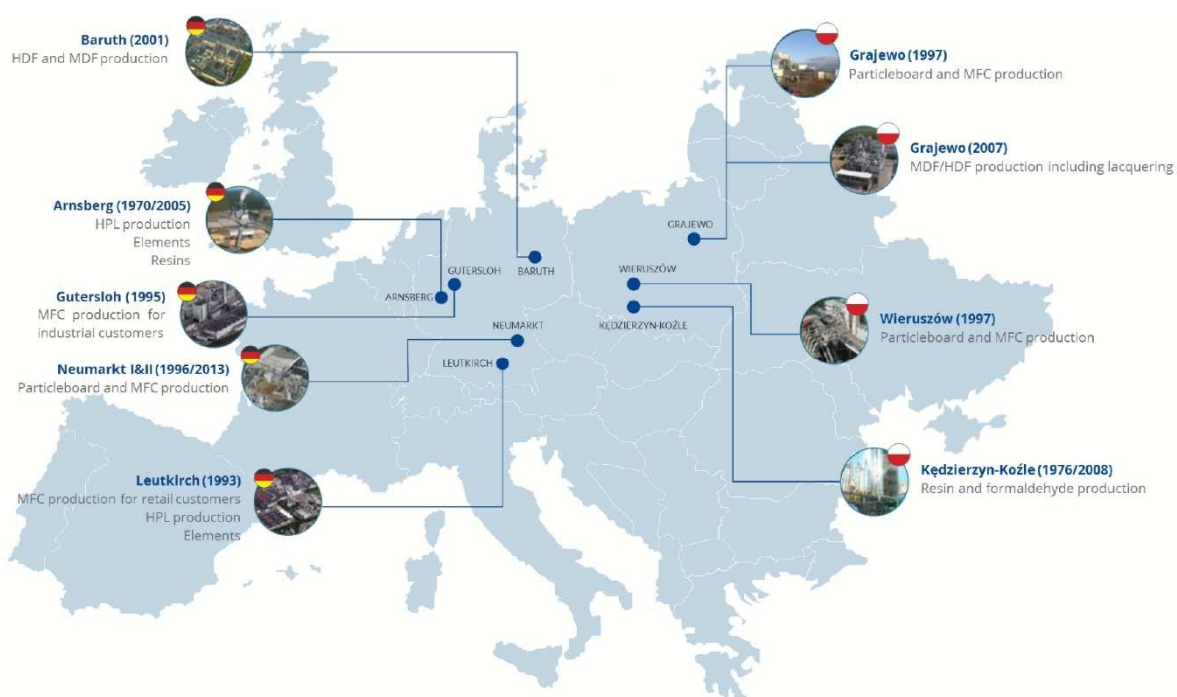 Baruth (2001)
HDF and MDF production
Arnsberg (1970/2005)
HPL production
Elements
Resins
Gutersloh (1995)
MFC production for
industrial customers
Neumarkt I&II (1996/2013)
Particleboard and MFC production
Leutkirch (1993)
MFC production for retail customers
HPL production
Elements
GRAJEWO
GUTERSLOH
BARUTH
WIERUSZÓW
ARNSBERG
NEUMARKT
KĘDZIERZYN-KOŹLE
LEUTKIRCH
Grajewo (1997)
Particleboard and MFC production
Grajewo (2007)
MDF/HDF production including lacquering
Wieruszów (1997)
Particleboard and MFC production
Kędzierzyn-Koźle (1976/2008)
Resin and formaldehyde production